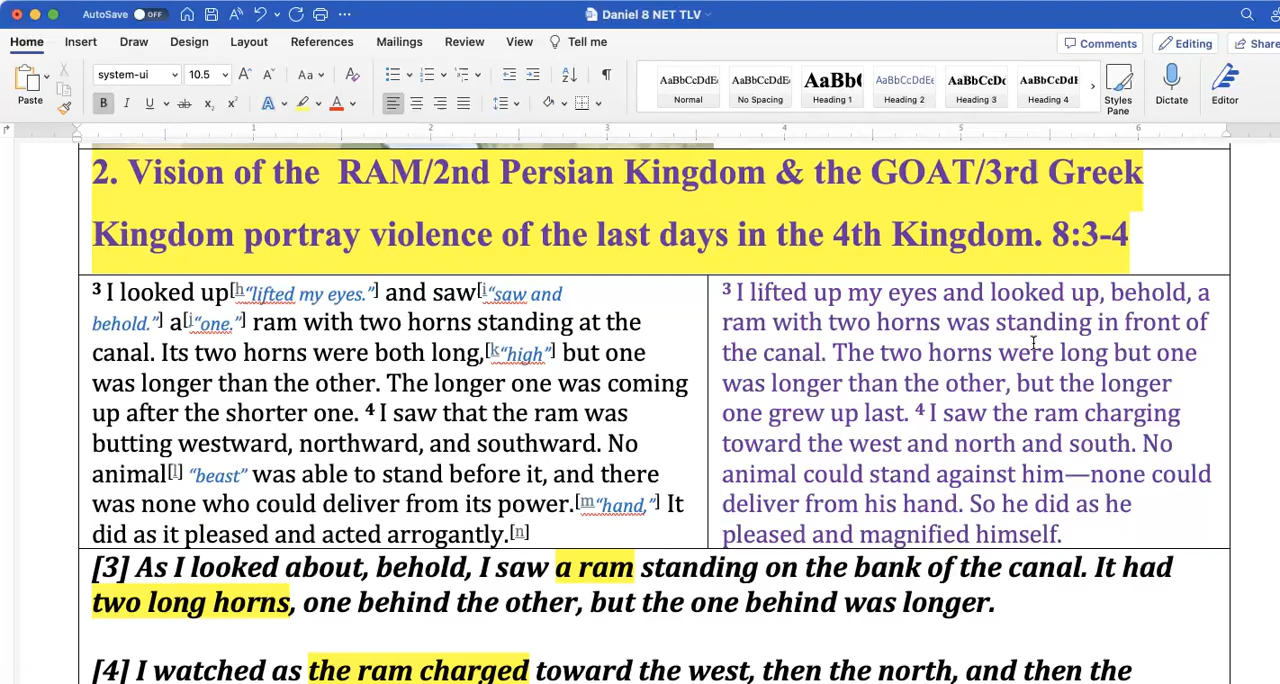 AutoSave OFF
Daniel 8 NET TLV
Home Insert Draw Design Layout References Mailings Review View Tell me
Comments Editing Share
Paste
system-ui 10.5
AaBbCcDdEe AaBbCcDdEe AaBb( AaBbCcDdEe AaBbCcDc AaBbCcDdE
Normal No Spacing Heading 1 Heading 2 Heading 3 Heading 4
Styles Pane
Dictate
Editor
1 2 3 4 5 6
2. Vision of the RAM/2nd Persian Kingdom & the GOAT/3rd Greek
Kingdom portray violence of the last days in the 4th Kingdom. 8:3-4
3 I looked up[h“lifted my eyes.”] and saw[i“saw and
behold.”] a[j“one.”] ram with two horns standing at the
canal. Its two horns were both long,[k“high”] but one
was longer than the other. The longer one was coming
up after the shorter one. 4 I saw that the ram was
butting westward, northward, and southward. No
animal[l] “beast” was able to stand before it, and there
was none who could deliver from its power.[m“hand,”] It
did as it pleased and acted arrogantly.[n]
3 I lifted up my eyes and looked up, behold, a
ram with two horns was standing in front of
the canal. The two horns were long but one
was longer than the other, but the longer
one grew up last. 4 I saw the ram charging
toward the west and north and south. No
animal could stand against him—none could
deliver from his hand. So he did as he
pleased and magnified himself.
[3] As I looked about, behold, I saw a ram standing on the bank of the canal. It had
two long horns, one behind the other, but the one behind was longer.
[4] I watched as the ram charged toward the west, then the north, and then the